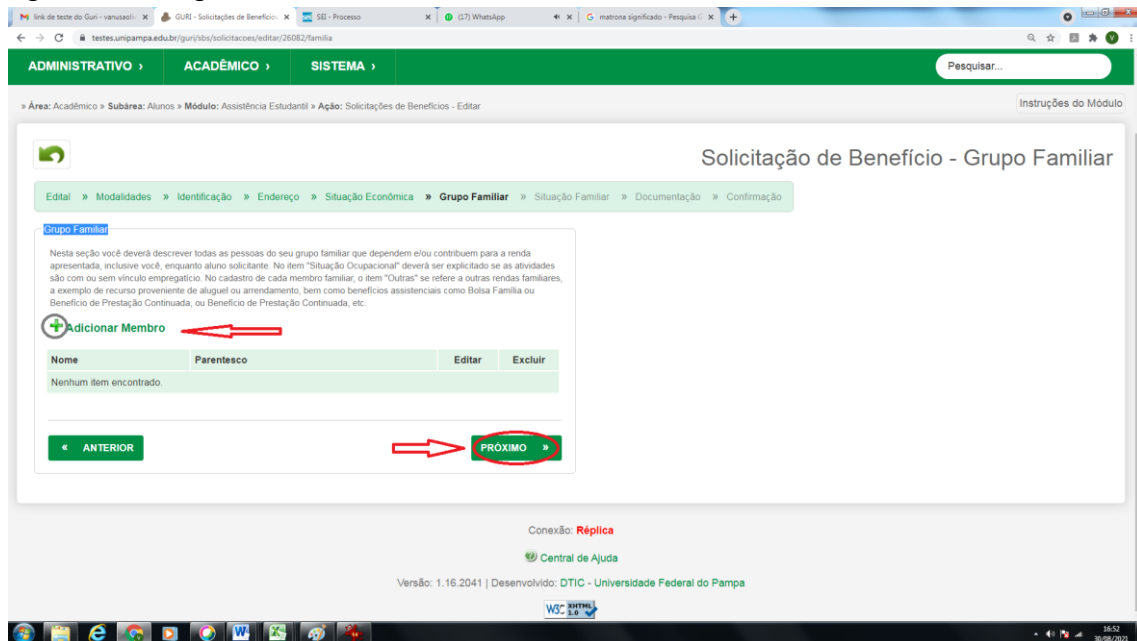 link de teste do Guri - vanusaoliv
GURI - Solicitações de Benefícios
SEI - Processo
(17) WhatsApp
matrona significado - Pesquisa G
testes.unipampa.edu.br/guri/sbs/solicitacoes/editar/26082/familia
ADMINISTRATIVO › ACADÊMICO › SISTEMA ›
Pesquisar...
» Área: Acadêmico » Subárea: Alunos » Módulo: Assistência Estudantil » Ação: Solicitações de Benefícios - Editar
Instruções do Módulo
Solicitação de Benefício - Grupo Familiar
Edital » Modalidades » Identificação » Endereço » Situação Econômica » Grupo Familiar » Situação Familiar » Documentação » Confirmação
Grupo Familiar
Nesta seção você deverá descrever todas as pessoas do seu grupo familiar que dependem e/ou contribuem para a renda
apresentada, inclusive você, enquanto aluno solicitante. No item "Situação Ocupacional" deverá ser explicitado se as atividades
são com ou sem vínculo empregatício. No cadastro de cada membro familiar, o item "Outras" se refere a outras rendas familiares,
a exemplo de recurso proveniente de aluguel ou arrendamento, bem como benefícios assistenciais como Bolsa Família ou
Benefício de Prestação Continuada, ou Benefício de Prestação Continuada, etc.
Adicionar Membro
Nome Parentesco Editar Excluir
Nenhum item encontrado.
« ANTERIOR
PRÓXIMO »
Conexão: Réplica
Central de Ajuda
Versão: 1.16.2041 | Desenvolvido: DTIC - Universidade Federal do Pampa
W3C XHTML 1.0
16:52
30/08/2021